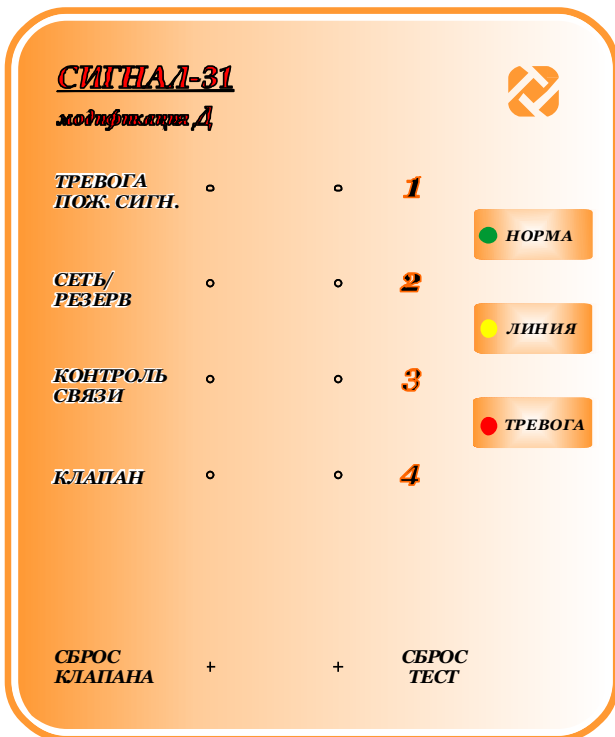 СИГНАЛ-31
модификация Д
ТРЕВОГА
ПОЖ. СИГН.
1
НОРМА
СЕТЬ/
РЕЗЕРВ
2
ЛИНИЯ
КОНТРОЛЬ
СВЯЗИ
3
ТРЕВОГА
КЛАПАН
4
СБРОС
КЛАПАНА
+
+
СБРОС
ТЕСТ